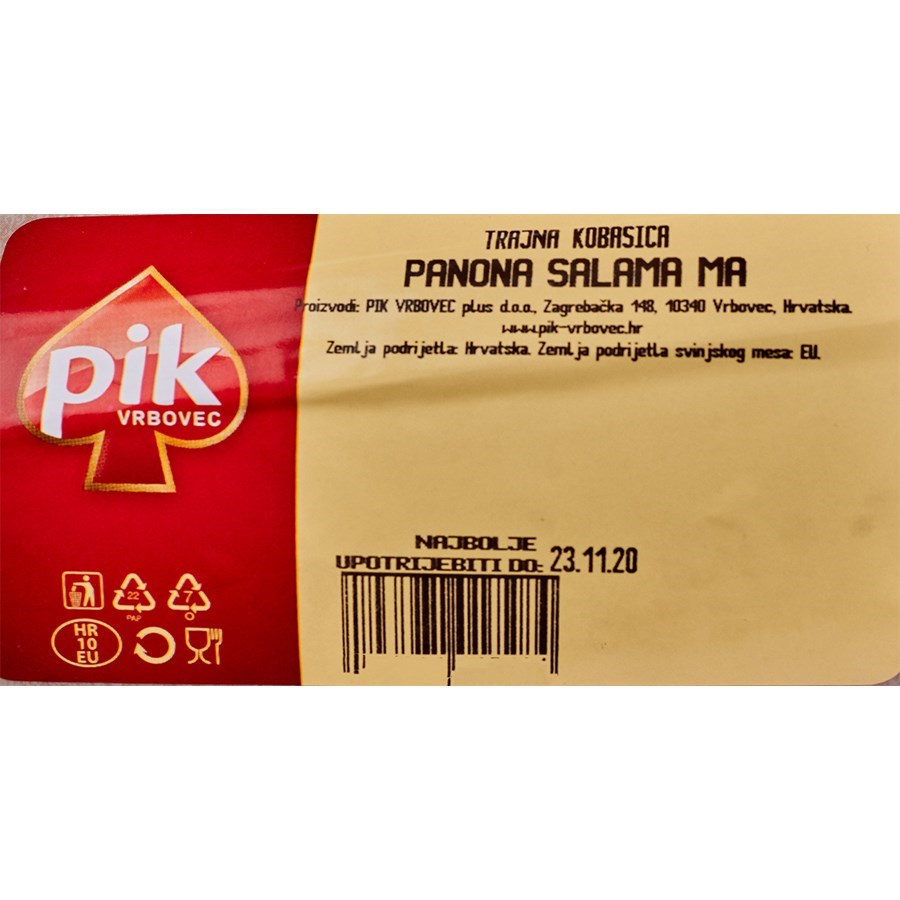 TRAJNA KOBASICA
PANONA SALAMA MA
Proizvodi: PIK VRBOVEC plus d.o.o., Zagrebačka 148, 10340 Vrbovec, Hrvatska.
www.pik-vrbovec.hr
Zemlja podrijetla: Hrvatska. Zemlja podrijetla svinjskog mesa: EU.
pik
VRBOVEC
NAJBOLJE
UPOTRIJEBITI DO: 23.11.20
22
PAP
7
O
HR
10
EU